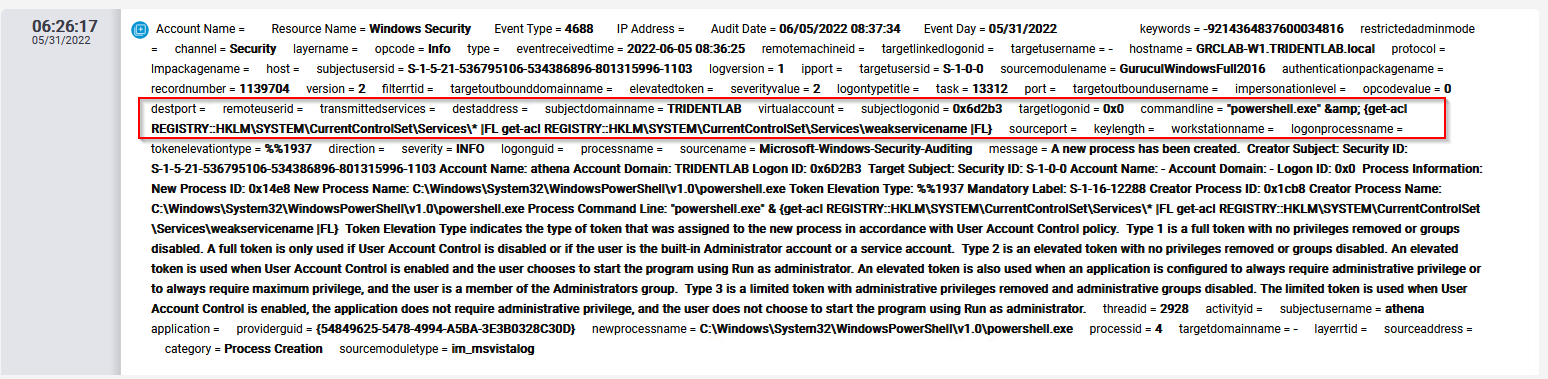 06:26:17
05/31/2022
Account Name = Resource Name = Windows Security Event Type = 4688 IP Address = Audit Date = 06/05/2022 08:37:34 Event Day = 05/31/2022 keywords = -9214364837600034816 restrictedadminmode
= channel = Security layername = opcode = Info type = eventreceivedtime = 2022-06-05 08:36:25 remotemachineid = targetlinkedlogonid = targetusername = - hostname = GRCLAB-W1.TRIDENTLAB.local protocol =
lmpackagename = host = subjectusersid = S-1-5-21-536795106-534386896-801315996-1103 logversion = 1 ipport = targetusersid = S-1-0-0 sourcemodulename = GuruculWindowsFull2016 authenticationpackagename =
recordnumber = 1139704 version = 2 filterrtid = targetoutbounddomainname = elevatedtoken = severityvalue = 2 logontypetitle = task = 13312 port = targetoutboundusername = impersonationlevel = opcodevalue = 0
destport = remoteuserid = transmittedservices = destaddress = subjectdomainname = TRIDENTLAB virtualaccount = subjectlogonid = 0x6d2b3 targetlogonid = 0x0 commandline = "powershell.exe" &amp; {get-acl
REGISTRY::HKLM\SYSTEM\CurrentControlSet\Services\* |FL get-acl REGISTRY::HKLM\SYSTEM\CurrentControlSet\Services\weakservicename |FL} sourceport = keylength = workstationname = logonprocessname =
tokenelevationtype = %%1937 direction = severity = INFO logonguid = processname = sourcename = Microsoft-Windows-Security-Auditing message = A new process has been created. Creator Subject: Security ID:
S-1-5-21-536795106-534386896-801315996-1103 Account Name: athena Account Domain: TRIDENTLAB Logon ID: 0x6D2B3 Target Subject: Security ID: S-1-0-0 Account Name: - Account Domain: - Logon ID: 0x0 Process Information:
New Process ID: 0x14e8 New Process Name: C:\Windows\System32\WindowsPowerShell\v1.0\powershell.exe Token Elevation Type: %%1937 Mandatory Label: S-1-16-12288 Creator Process ID: 0x1cb8 Creator Process Name:
C:\Windows\System32\WindowsPowerShell\v1.0\powershell.exe Process Command Line: "powershell.exe" & {get-acl REGISTRY::HKLM\SYSTEM\CurrentControlSet\Services\* |FL get-acl REGISTRY::HKLM\SYSTEM\CurrentControlSet
\Services\weakservicename |FL} Token Elevation Type indicates the type of token that was assigned to the new process in accordance with User Account Control policy. Type 1 is a full token with no privileges removed or groups
disabled. A full token is only used if User Account Control is disabled or if the user is the built-in Administrator account or a service account. Type 2 is an elevated token with no privileges removed or groups disabled. An elevated
token is used when User Account Control is enabled and the user chooses to start the program using Run as administrator. An elevated token is also used when an application is configured to always require administrative privilege or
to always require maximum privilege, and the user is a member of the Administrators group. Type 3 is a limited token with administrative privileges removed and administrative groups disabled. The limited token is used when User
Account Control is enabled, the application does not require administrative privilege, and the user does not choose to start the program using Run as administrator. threadid = 2928 activityid = subjectusername = athena
application = providerguid = {54849625-5478-4994-A5BA-3E3B0328C30D} newprocessname = C:\Windows\System32\WindowsPowerShell\v1.0\powershell.exe processid = 4 targetdomainname = - layerrtid = sourceaddress =
category = Process Creation sourcemoduletype = im_msvistalog